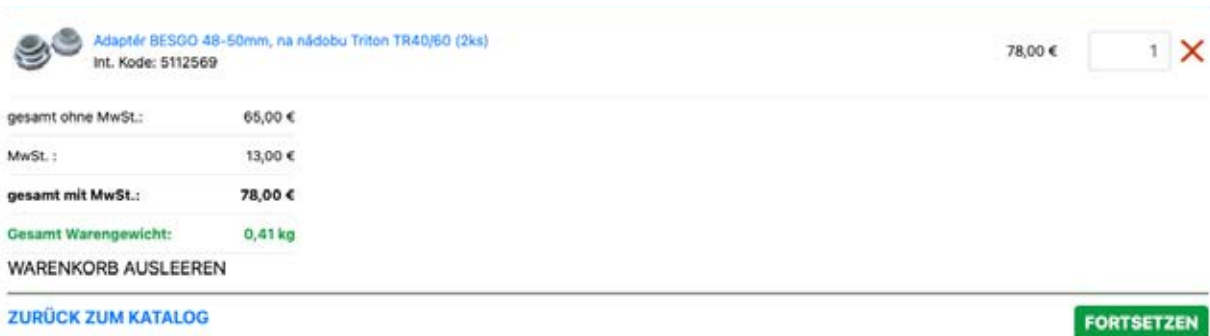 Adaptér BESGO 48-50mm, na nádobu Triton TR40/60 (2ks)
Int. Kode: 5112569
78,00 €
1
gesamt ohne MwSt.: 65,00 €
MwSt. : 13,00 €
gesamt mit MwSt.: 78,00 €
Gesamt Warengewicht: 0,41 kg
WARENKORB AUSLEEREN
ZURÜCK ZUM KATALOG
FORTSETZEN